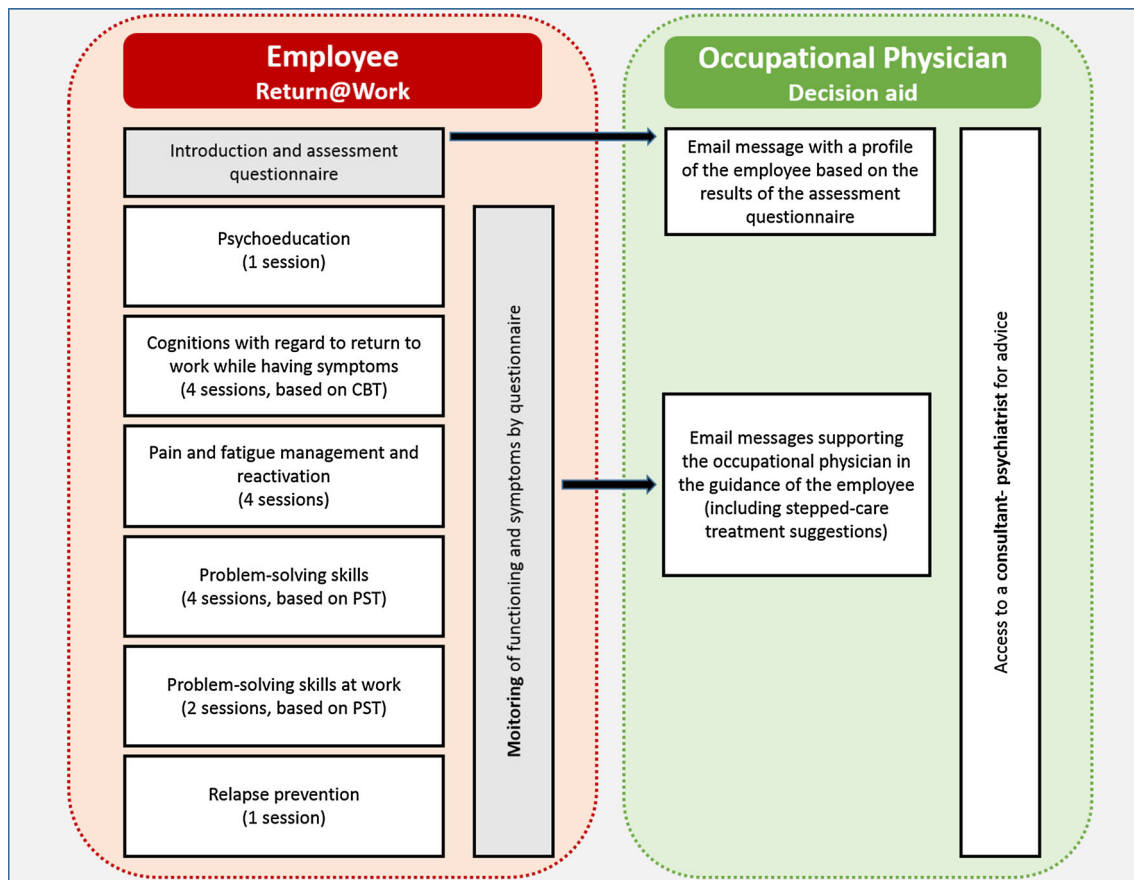 Employee
Return@Work
Introduction and assessment
questionnaire
Psychoeducation
(1 session)
Cognitions with regard to return to
work while having symptoms
(4 sessions, based on CBT)
Pain and fatigue management and
reactivation
(4 sessions)
Problem-solving skills
(4 sessions, based on PST)
Problem-solving skills at work
(2 sessions, based on PST)
Relapse prevention
(1 session)
Moitoring of functioning and symptoms by questionnaire
Occupational Physician
Decision aid
Email message with a profile
of the employee based on the
results of the assessment
questionnaire
Email messages supporting
the occupational physician in
the guidance of the employee
(including stepped-care
treatment suggestions)
Access to a consultant- psychiatrist for advice